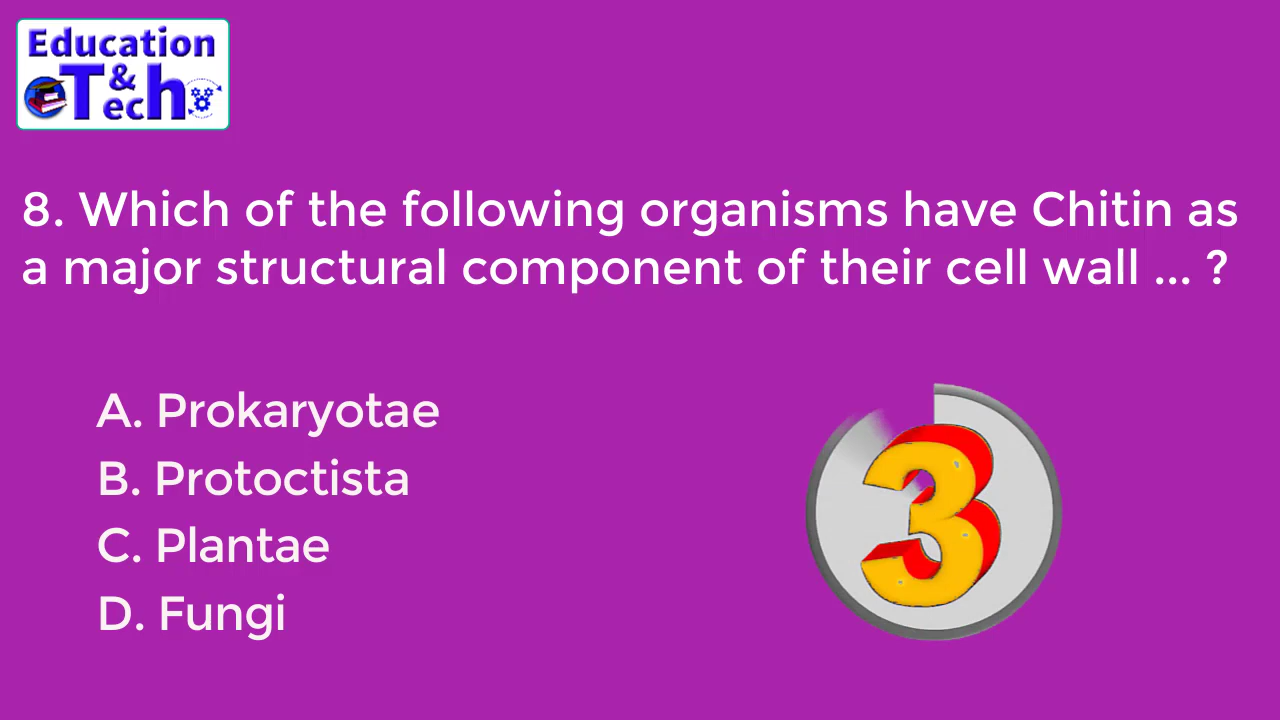 Education
& Tech
8. Which of the following organisms have Chitin as
a major structural component of their cell wall ... ?
A. Prokaryotae
B. Protoctista
C. Plantae
D. Fungi
3